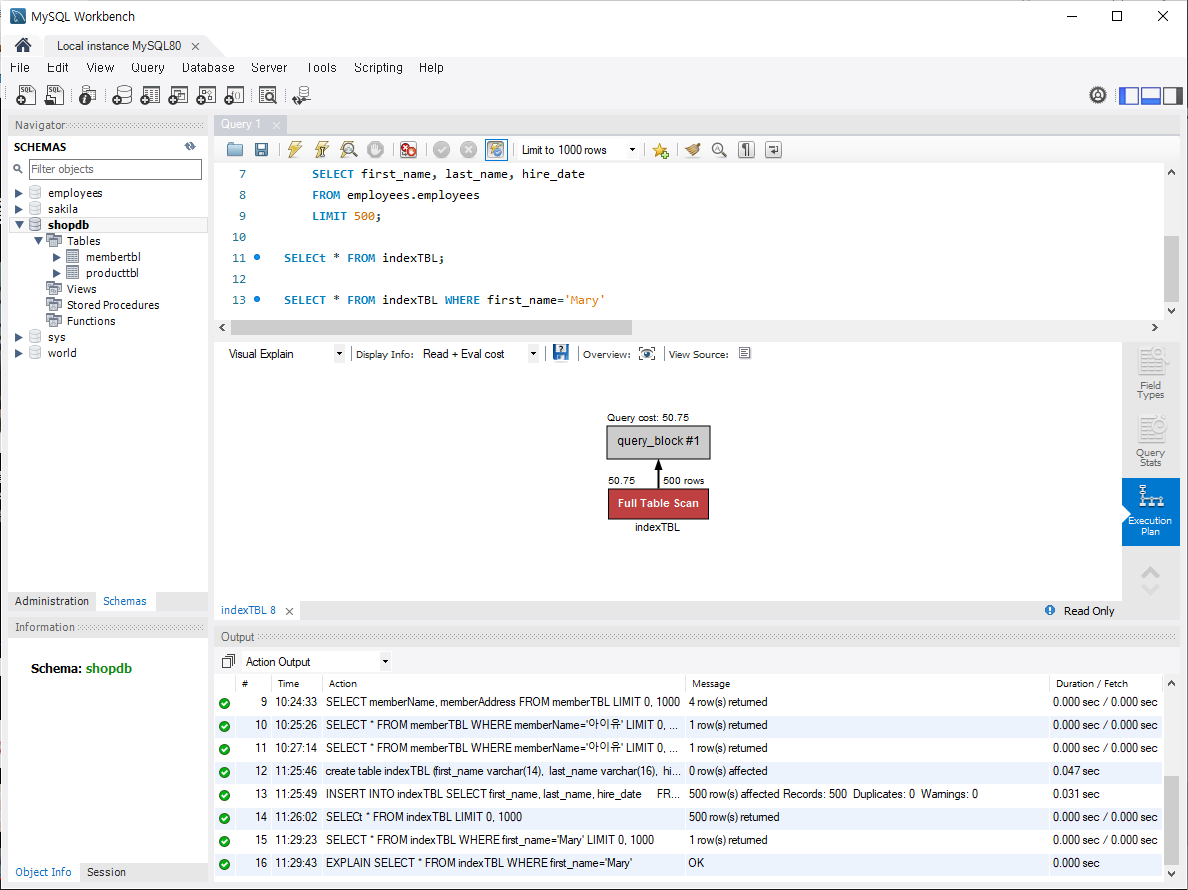 MySQL Workbench
Local instance MySQL80
File Edit View Query Database Server Tools Scripting Help
Navigator
SCHEMAS
Filter objects
employees
sakila
shopdb
Tables
membertbl
producttbl
Views
Stored Procedures
Functions
sys
world
Administration Schemas
Information
Schema: shopdb
Object Info Session
Query 1
Limit to 1000 rows
7 SELECT first_name, last_name, hire_date
8 FROM employees.employees
9 LIMIT 500;
10
11 SELECt * FROM indexTBL;
12
13 SELECT * FROM indexTBL WHERE first_name='Mary'
Visual Explain Display Info: Read + Eval cost Overview: View Source:
Query cost: 50.75
query_block #1
50.75 500 rows
Full Table Scan
indexTBL
Field
Types
Query
Stats
Execution
Plan
indexTBL 8 Read Only
Output
Action Output
# Time Action Message Duration / Fetch
9 10:24:33 SELECT memberName, memberAddress FROM memberTBL LIMIT 0, 1000 4 row(s) returned 0.000 sec / 0.000 sec
10 10:25:26 SELECT * FROM memberTBL WHERE memberName='아이유' LIMIT 0, ... 1 row(s) returned 0.000 sec / 0.000 sec
11 10:27:14 SELECT * FROM memberTBL WHERE memberName='아이유' LIMIT 0, ... 1 row(s) returned 0.000 sec / 0.000 sec
12 11:25:46 create table indexTBL (first_name varchar(14), last_name varchar(16), hi... 0 row(s) affected 0.047 sec
13 11:25:49 INSERT INTO indexTBL SELECT first_name, last_name, hire_date FR... 500 row(s) affected Records: 500 Duplicates: 0 Warnings: 0 0.031 sec
14 11:26:02 SELECt * FROM indexTBL LIMIT 0, 1000 500 row(s) returned 0.000 sec / 0.000 sec
15 11:29:23 SELECT * FROM indexTBL WHERE first_name='Mary' LIMIT 0, 1000 1 row(s) returned 0.000 sec / 0.000 sec
16 11:29:43 EXPLAIN SELECT * FROM indexTBL WHERE first_name='Mary' OK 0.000 sec